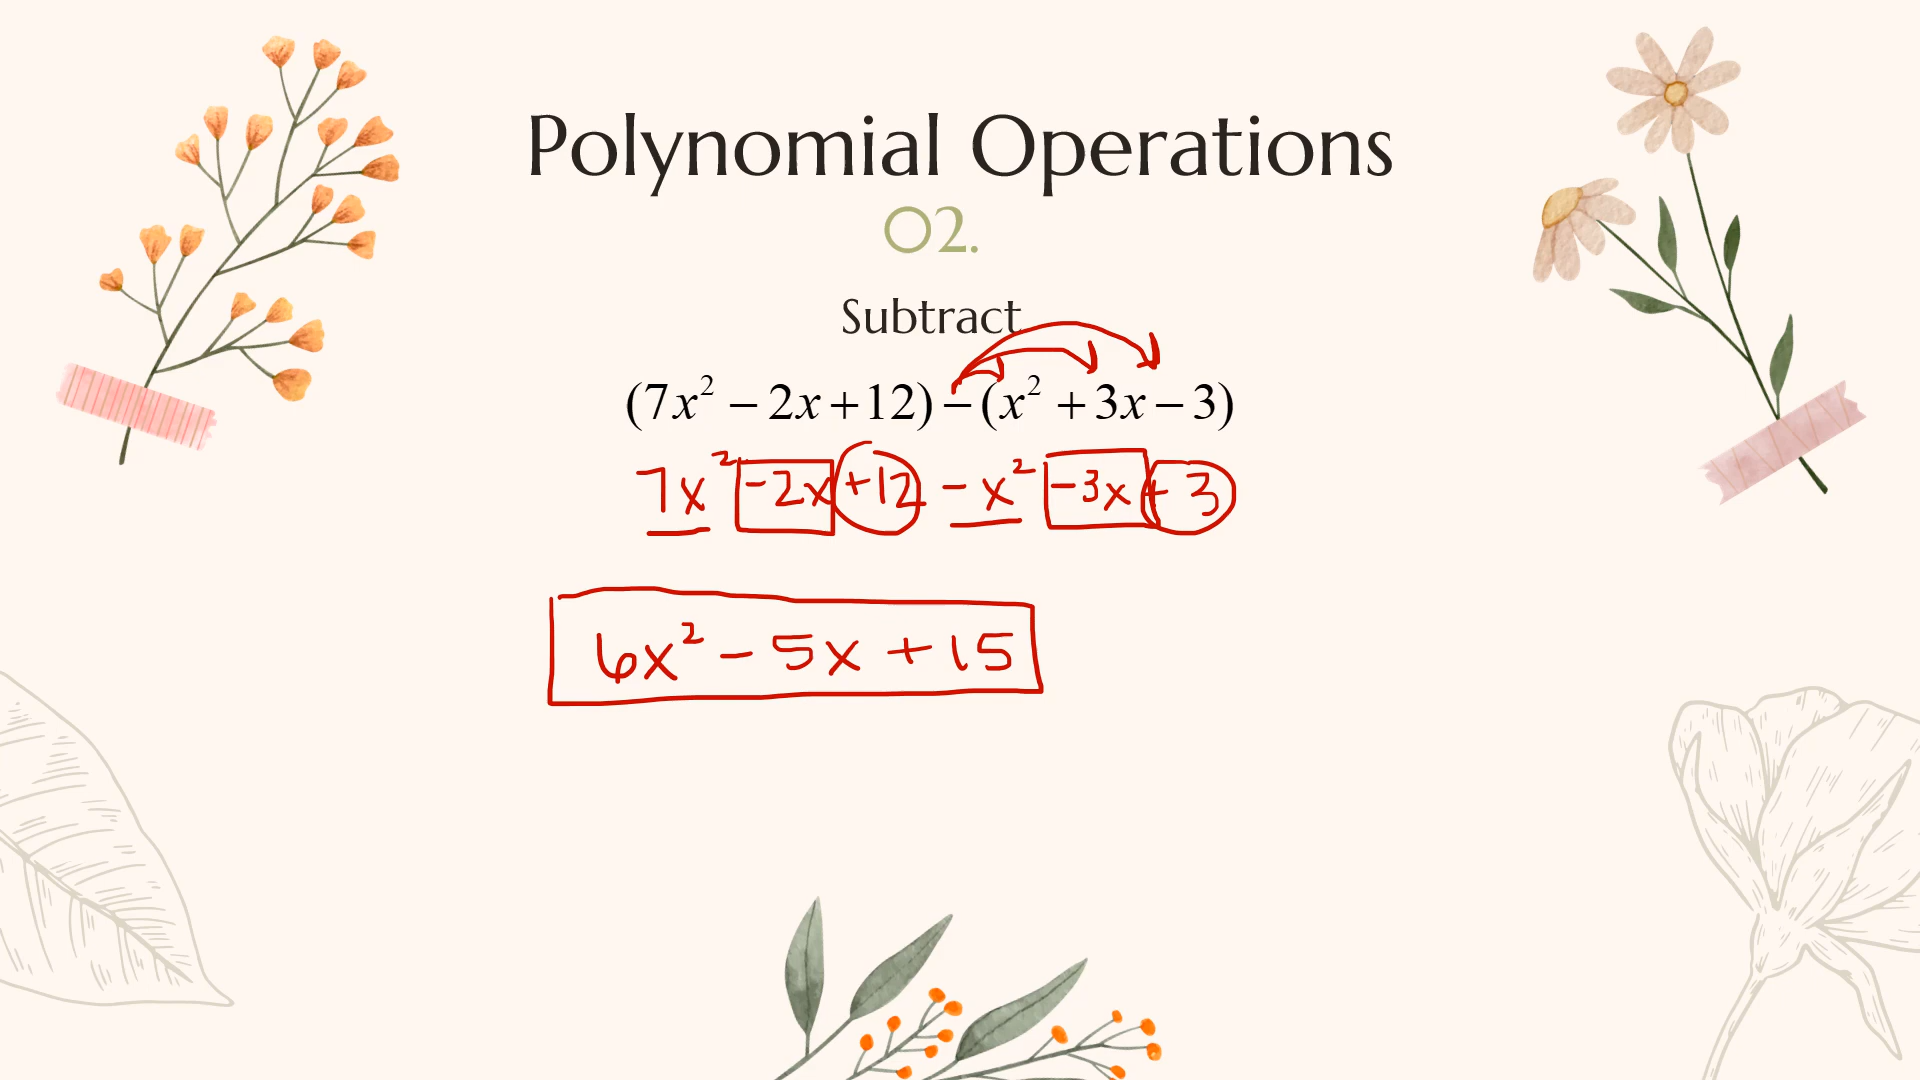 Polynomial Operations
02.
Subtract
(7x² − 2x + 12) − (x² + 3x − 3)
7x² − 2x + 12 − x² − 3x + 3
6x² − 5x + 15